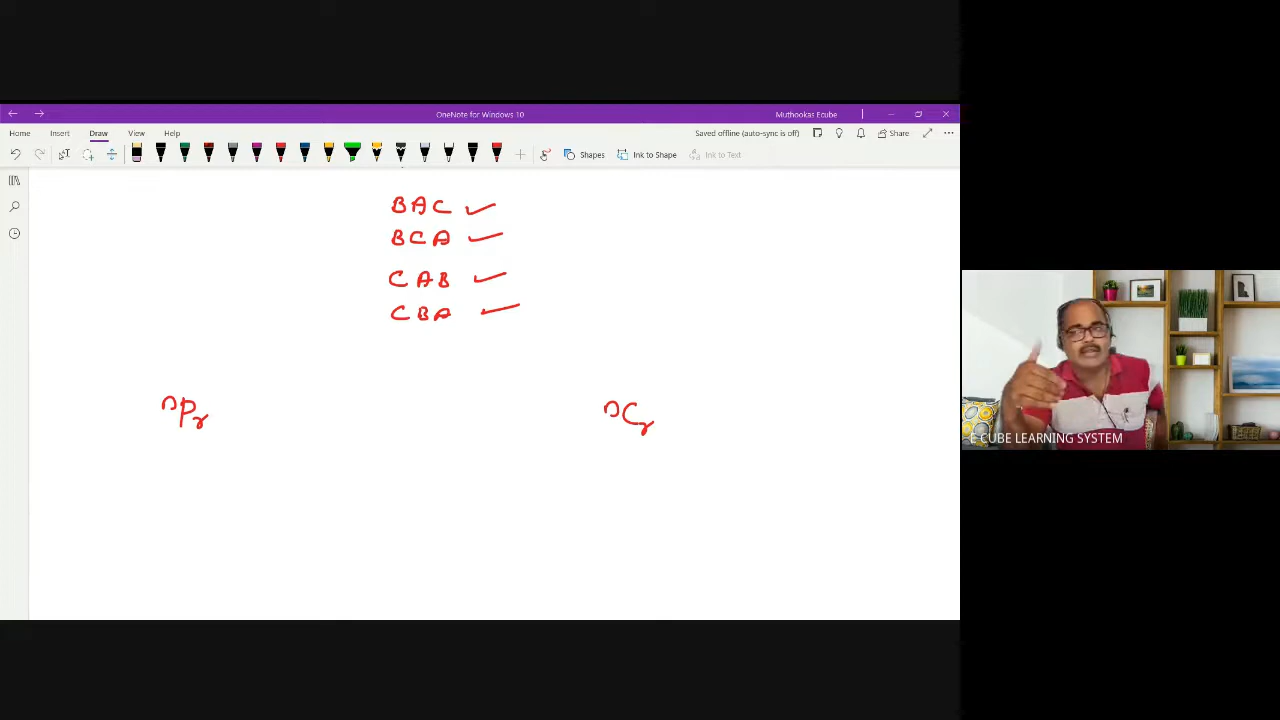 OneNote for Windows 10
Muthookas Ecube
Home Insert Draw View Help
Saved offline (auto-sync is off)
Share
Shapes
Ink to Shape
Ink to Text
BAC ✓
BCA ✓
CAB ✓
CBA ✓
nPr
nCr
E CUBE LEARNING SYSTEM